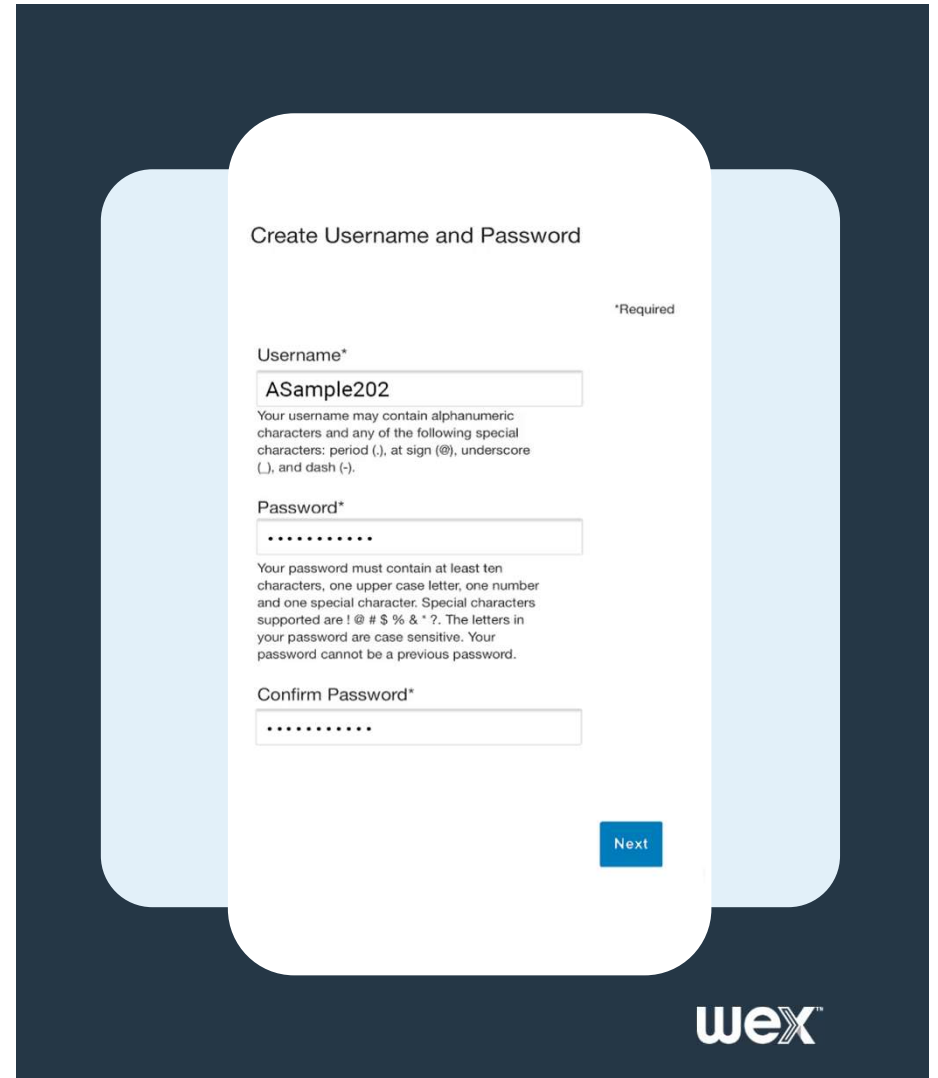 Create Username and Password
*Required
Username*
ASample202
Your username may contain alphanumeric
characters and any of the following special
characters: period (.), at sign (@), underscore
(_), and dash (-).
Password*
•••••••••••
Your password must contain at least ten
characters, one upper case letter, one number
and one special character. Special characters
supported are ! @ # $ % & * ?. The letters in
your password are case sensitive. Your
password cannot be a previous password.
Confirm Password*
•••••••••••
Next
wex™